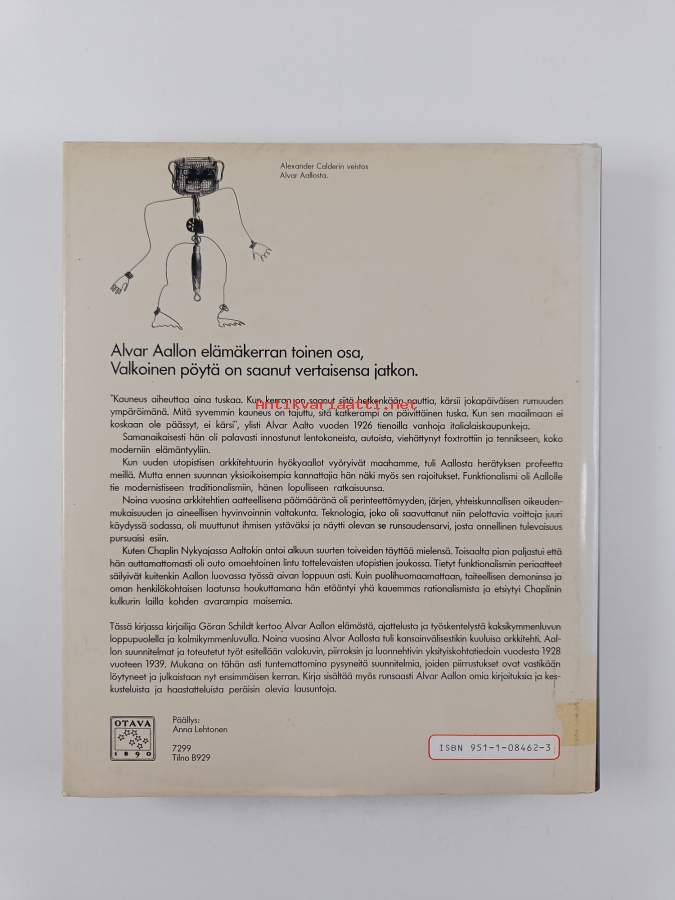 Alexander Calderin veistos
Alvar Aallosta.
Alvar Aallon elämäkerran toinen osa,
Valkoinen pöytä on saanut vertaisensa jatkon.
"Kauneus aiheuttaa aina tuskaa. Kun kerran on saanut siitä hetkenkään nauttia, kärsii jokapäiväisen rumuuden
Antikvariaatti.net
ympäröimänä. Mitä syvemmin kauneus on tajuttu, sitä katkerampi on päivittäinen tuska. Kun sen maailmaan ei
koskaan ole päässyt, ei kärsi", ylisti Alvar Aalto vuoden 1926 tienoilla vanhoja italialaiskaupunkeja.
Samanaikaisesti hän oli palavasti innostunut lentokoneista, autoista, viehättynyt foxtrottiin ja tennikseen, koko
moderniin elämäntyyliin.
Kun uuden utopistisen arkkitehtuurin hyökyaallot vyöryivät maahamme, tuli Aallosta herätyksen profeetta
meillä. Mutta ennen suunnan yksioikoisempia kannattajia hän näki myös sen rajoitukset. Funktionalismi oli Aallolle
tie modernistiseen traditionalismiin, hänen lopulliseen ratkaisuunsa.
Noina vuosina arkkitehtien aatteellisena päämääränä oli perinteettömyyden, järjen, yhteiskunnallisen oikeuden-
mukaisuuden ja aineellisen hyvinvoinnin valtakunta. Teknologia, joka oli saavuttanut niin pelottavia voittoja juuri
käydyssä sodassa, oli muuttunut ihmisen ystäväksi ja näytti olevan se runsaudensarvi, josta onnellinen tulevaisuus
pursuaisi esiin.
Kuten Chaplin Nykyajassa Aaltokin antoi alkuun suurten toiveiden täyttää mielensä. Toisaalta pian paljastui että
hän auttamattomasti oli outo omaehtoinen lintu tottelevaisten utopistien joukossa. Tietyt funktionalismin periaatteet
säilyivät kuitenkin Aallon luovassa työssä aivan loppuun asti. Kuin puolihuomaamattaan, taiteellisen demoninsa ja
oman henkilökohtaisen laatunsa houkuttamana hän etääntyi yhä kauemmas rationalismista ja etsiytyi Chaplinin
kulkurin lailla kohden avarampia maisemia.
Tässä kirjassa kirjailija Göran Schildt kertoo Alvar Aallon elämästä, ajattelusta ja työskentelystä kaksikymmenluvun
loppupuolella ja kolmikymmenluvulla. Noina vuosina Alvar Aallosta tuli kansainvälisestikin kuuluisa arkkitehti. Aal-
lon suunnitelmat ja toteutetut työt esitellään valokuvin, piirroksin ja luonnehtivin yksityiskohtatiedoin vuodesta 1928
vuoteen 1939. Mukana on tähän asti tuntemattomina pysyneitä suunnitelmia, joiden piirrustukset ovat vastikään
löytyneet ja julkaistaan nyt ensimmäisen kerran. Kirja sisältää myös runsaasti Alvar Aallon omia kirjoituksia ja kes-
kusteluista ja haastatteluista peräisin olevia lausuntoja.
OTAVA
1890
Päällys:
Anna Lehtonen
7299
Tilno B929
ISBN 951-1-08462-3